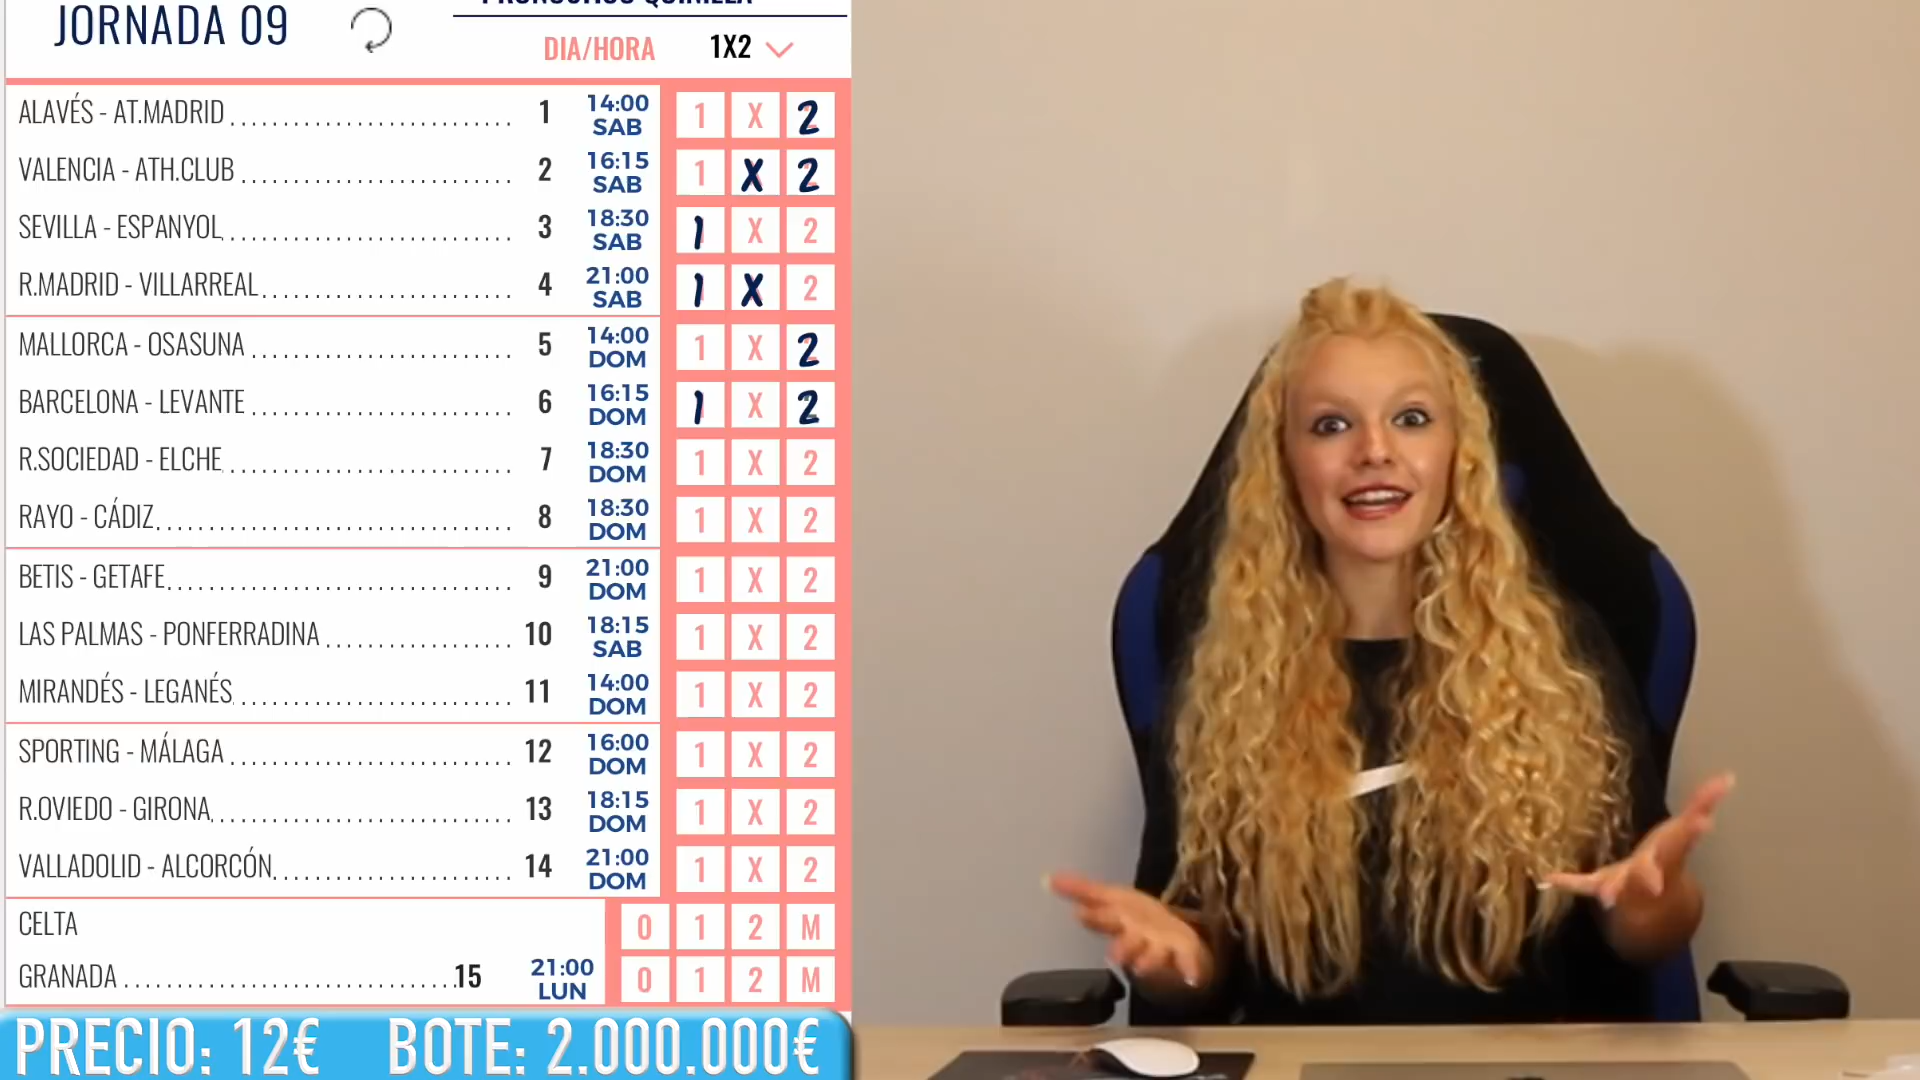 JORNADA 09
PRONÓSTICO QUINIELA
DIA/HORA 1X2
ALAVÉS - AT.MADRID 1 14:00 SAB 1 X 2
VALENCIA - ATH.CLUB 2 16:15 SAB 1 X 2
SEVILLA - ESPANYOL 3 18:30 SAB 1 X 2
R.MADRID - VILLARREAL 4 21:00 SAB 1 X 2
MALLORCA - OSASUNA 5 14:00 DOM 1 X 2
BARCELONA - LEVANTE 6 16:15 DOM 1 X 2
R.SOCIEDAD - ELCHE 7 18:30 DOM 1 X 2
RAYO - CÁDIZ 8 18:30 DOM 1 X 2
BETIS - GETAFE 9 21:00 DOM 1 X 2
LAS PALMAS - PONFERRADINA 10 18:15 SAB 1 X 2
MIRANDÉS - LEGANÉS 11 14:00 DOM 1 X 2
SPORTING - MÁLAGA 12 16:00 DOM 1 X 2
R.OVIEDO - GIRONA 13 18:15 DOM 1 X 2
VALLADOLID - ALCORCÓN 14 21:00 DOM 1 X 2
CELTA 0 1 2 M
GRANADA 15 21:00 LUN 0 1 2 M
PRECIO: 12€ BOTE: 2.000.000€